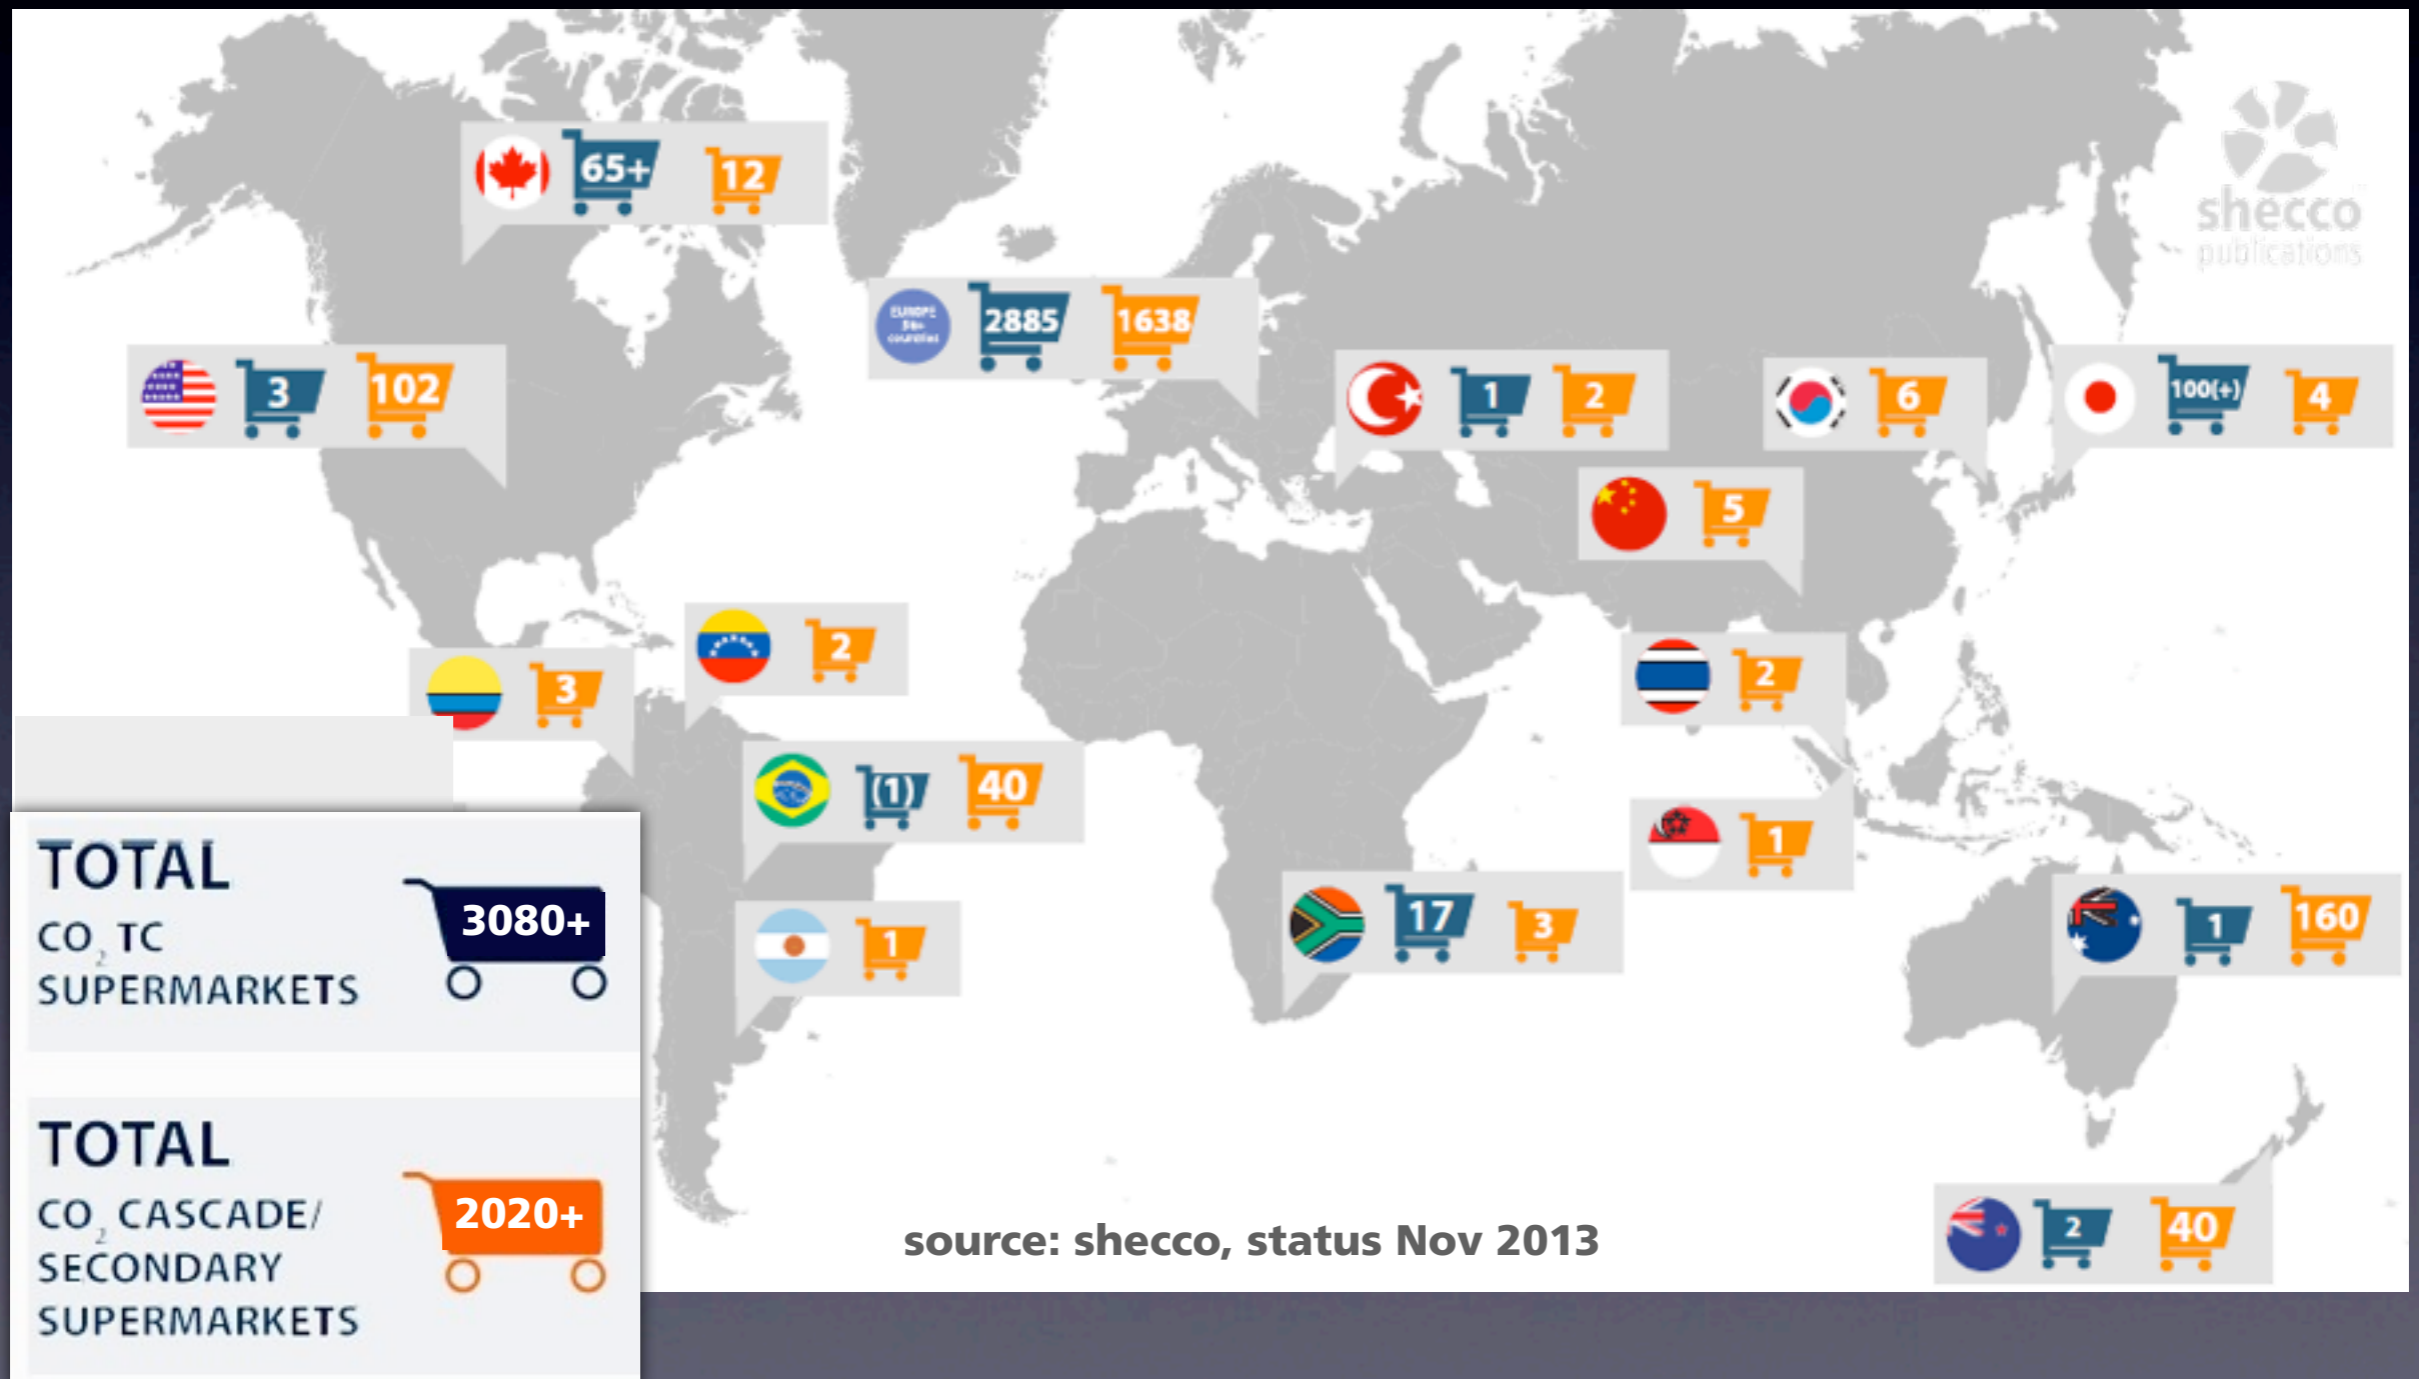 shecco
publications
65+
12
EUROPE
countries
2885
1638
3
102
1
2
6
100(+)
4
5
2
3
2
(1)
40
1
1
17
3
1
160
2
40
TOTAL
CO2 TC
SUPERMARKETS
3080+
TOTAL
CO2 CASCADE/
SECONDARY
SUPERMARKETS
2020+
source: shecco, status Nov 2013